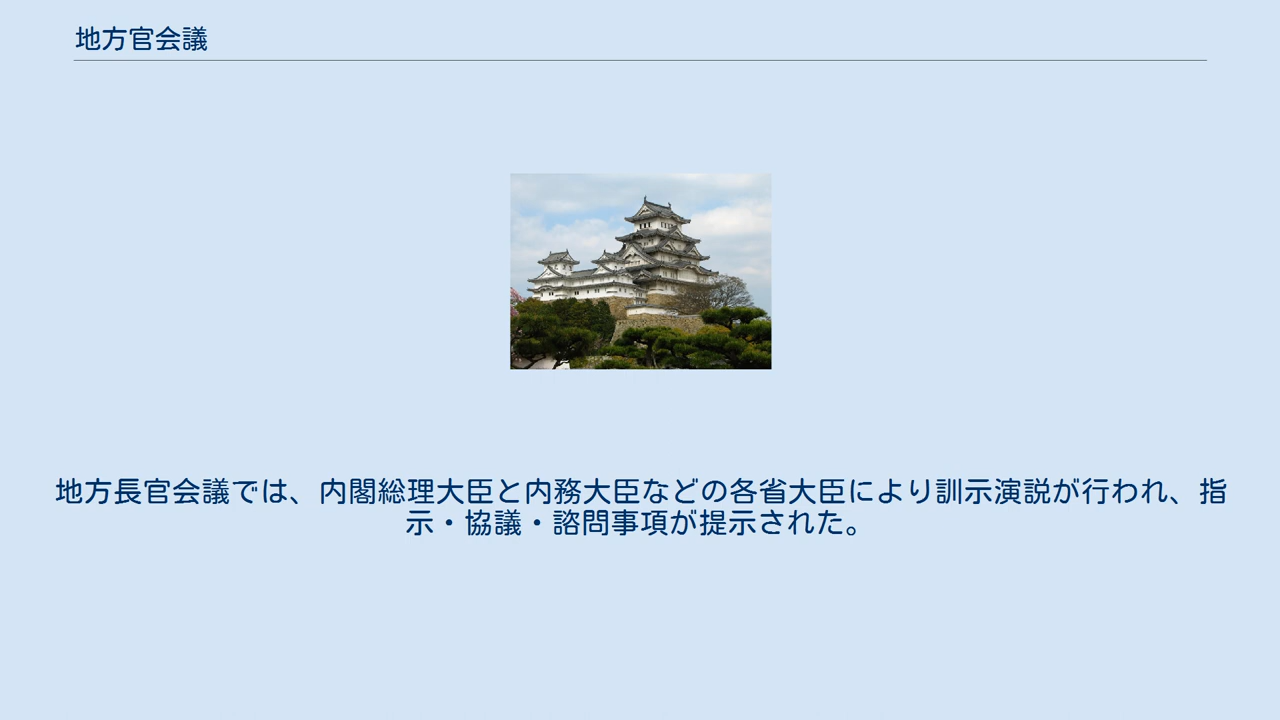 地方官会議
地方長官会議では、内閣総理大臣と内務大臣などの各省大臣により訓示演説が行われ、指
示・協議・諮問事項が提示された。